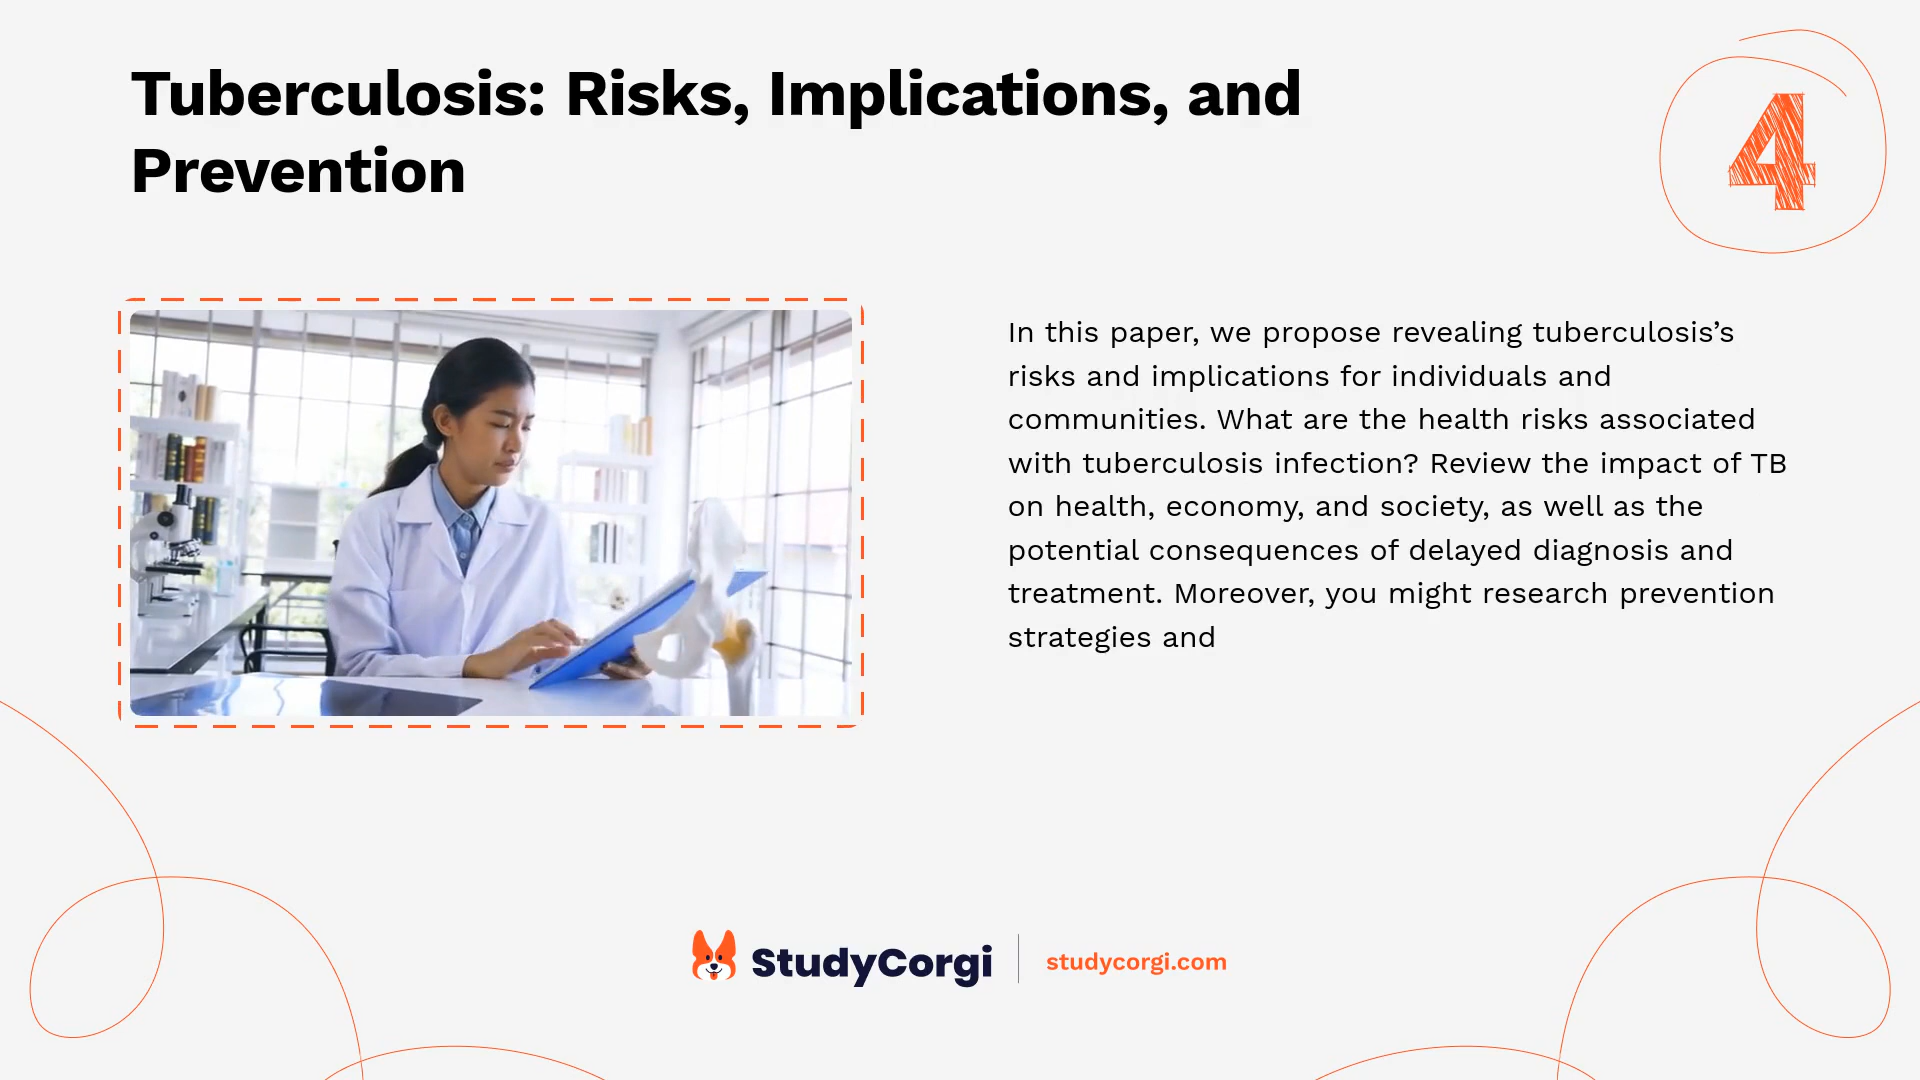 Tuberculosis: Risks, Implications, and
Prevention
4
In this paper, we propose revealing tuberculosis’s
risks and implications for individuals and
communities. What are the health risks associated
with tuberculosis infection? Review the impact of TB
on health, economy, and society, as well as the
potential consequences of delayed diagnosis and
treatment. Moreover, you might research prevention
strategies and
StudyCorgi
studycorgi.com